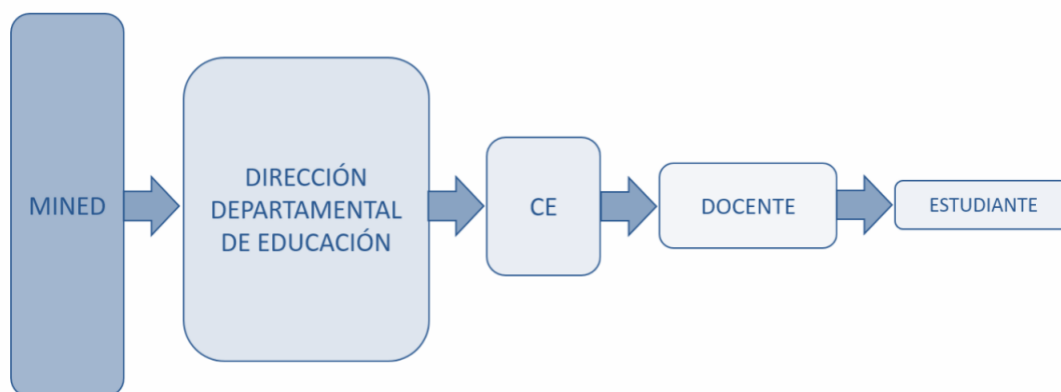 MINED
DIRECCIÓN
DEPARTAMENTAL
DE EDUCACIÓN
CE
DOCENTE
ESTUDIANTE